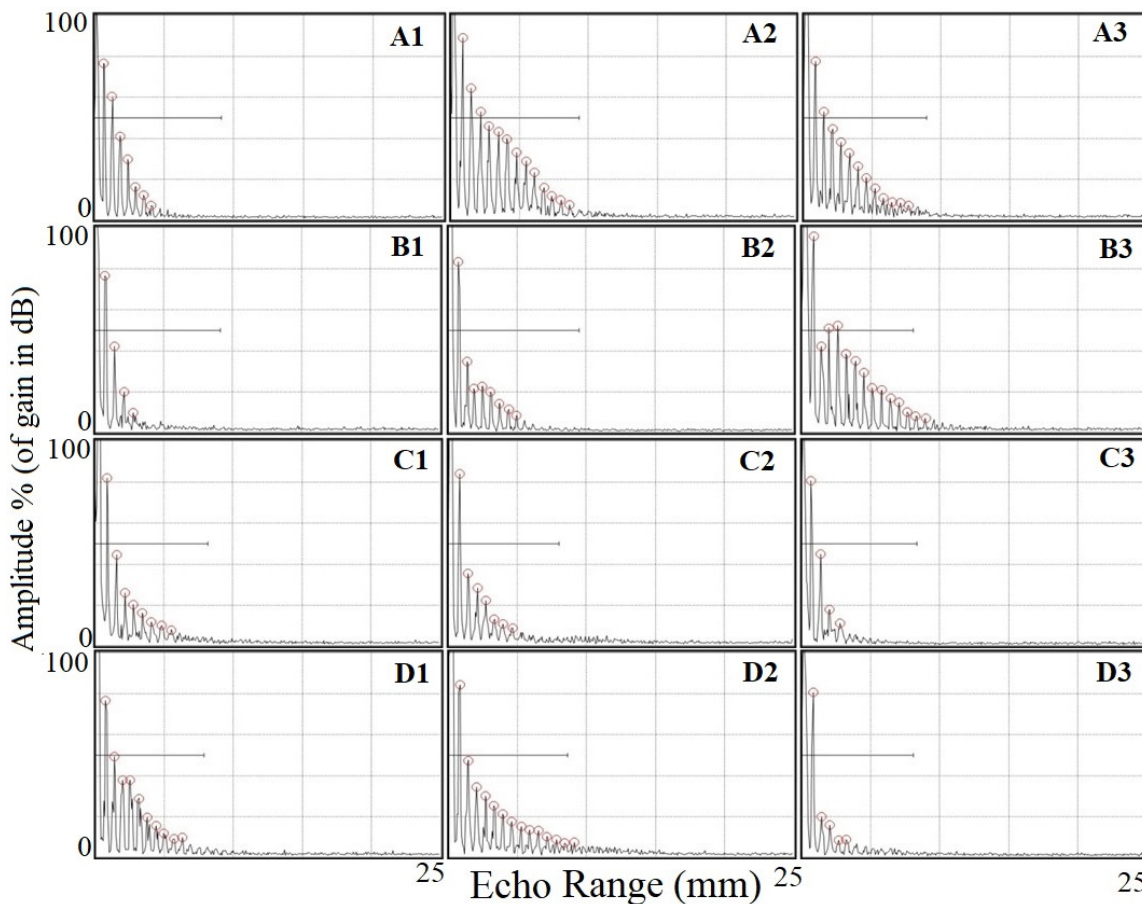 100
A1
A2
A3
0
100
B1
B2
B3
0
100
C1
C2
C3
0
100
D1
D2
D3
0
Amplitude % (of gain in dB)
25
25
25
Echo Range (mm)